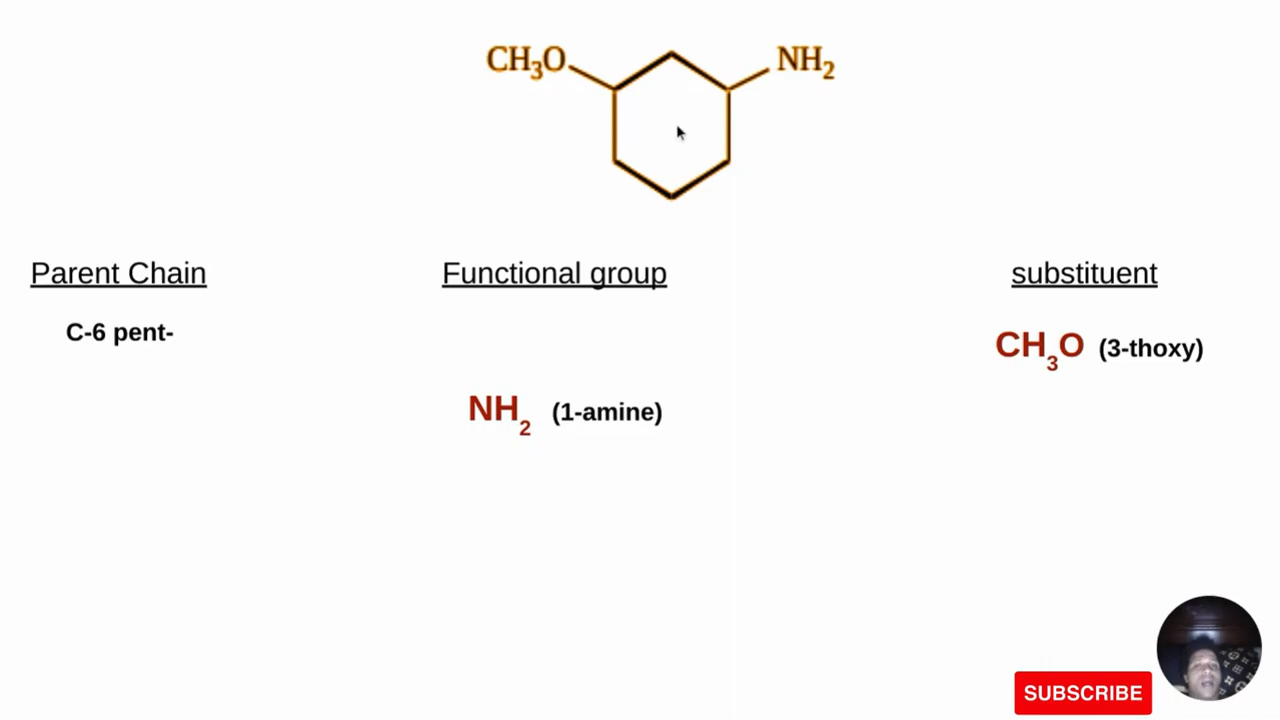 CH3O NH2
Parent Chain Functional group substituent
C-6 pent- CH3O (3-thoxy)
NH2 (1-amine)
SUBSCRIBE